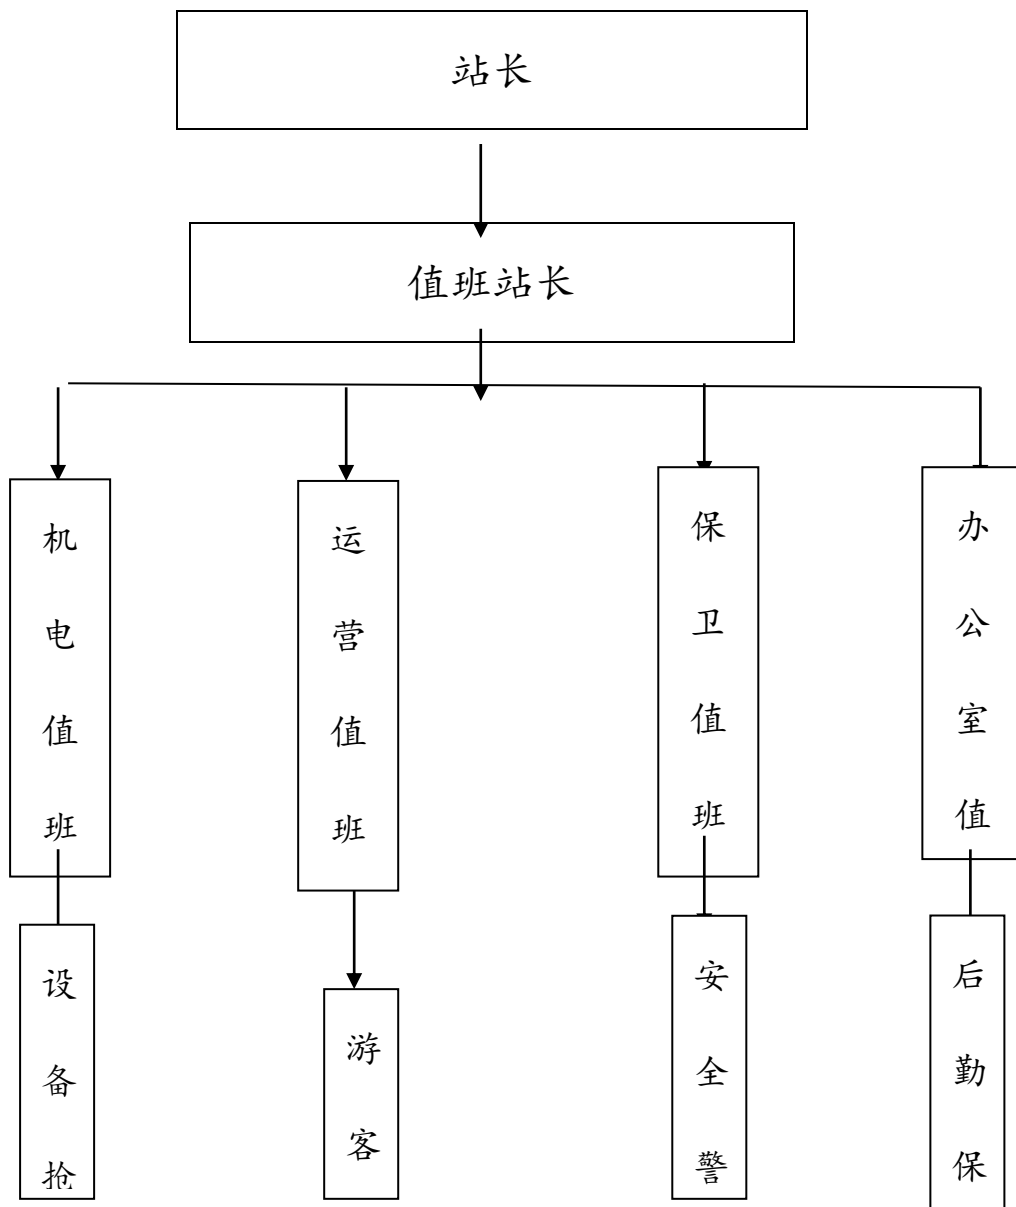 站长
值班站长
机电值班
运营值班
保卫值班
办公室值
设备抢
游客
安全警
后勤保